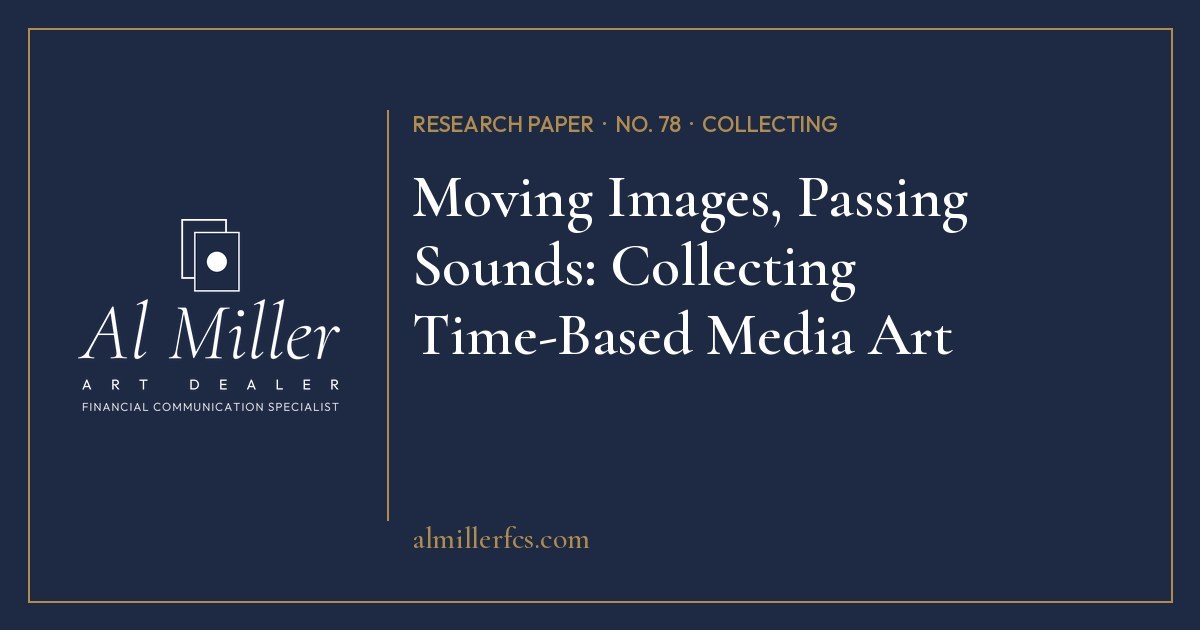 RESEARCH PAPER · NO. 78 · COLLECTING
Moving Images, Passing
Sounds: Collecting
Time-Based Media Art
Al Miller
ART DEALER
FINANCIAL COMMUNICATION SPECIALIST
almillerfcs.com